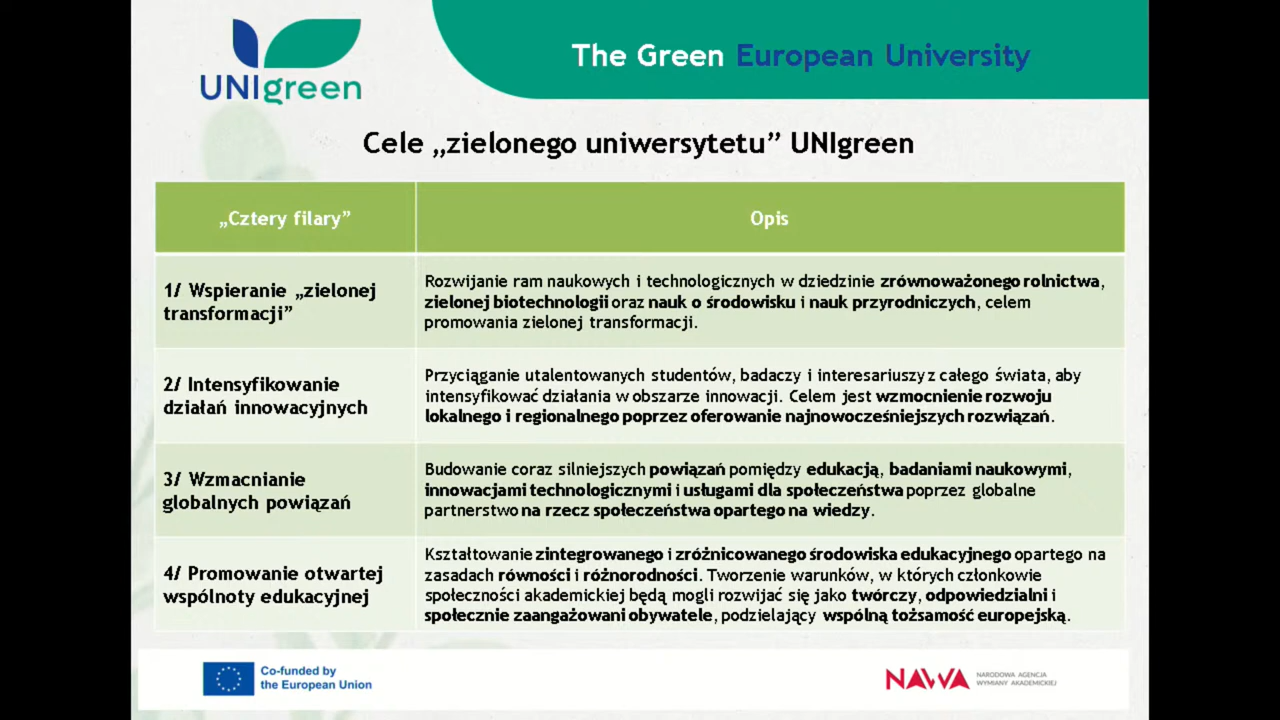 UNIgreen
The Green European University
Cele „zielonego uniwersytetu” UNIgreen
„Cztery filary”
Opis
1/ Wspieranie „zielonej
transformacji”
Rozwijanie ram naukowych i technologicznych w dziedzinie zrównoważonego rolnictwa,
zielonej biotechnologii oraz nauk o środowisku i nauk przyrodniczych, celem
promowania zielonej transformacji.
2/ Intensyfikowanie
działań innowacyjnych
Przyciąganie utalentowanych studentów, badaczy i interesariuszy z całego świata, aby
intensyfikować działania w obszarze innowacji. Celem jest wzmocnienie rozwoju
lokalnego i regionalnego poprzez oferowanie najnowocześniejszych rozwiązań.
3/ Wzmacnianie
globalnych powiązań
Budowanie coraz silniejszych powiązań pomiędzy edukacją, badaniami naukowymi,
innowacjami technologicznymi i usługami dla społeczeństwa poprzez globalne
partnerstwo na rzecz społeczeństwa opartego na wiedzy.
4/ Promowanie otwartej
wspólnoty edukacyjnej
Kształtowanie zintegrowanego i zróżnicowanego środowiska edukacyjnego opartego na
zasadach równości i różnorodności. Tworzenie warunków, w których członkowie
społeczności akademickiej będą mogli rozwijać się jako twórczy, odpowiedzialni i
społecznie zaangażowani obywatele, podzielający wspólną tożsamość europejską.
Co-funded by
the European Union
NAWA
NARODOWA AGENCJA
WYMIANY AKADEMICKIEJ